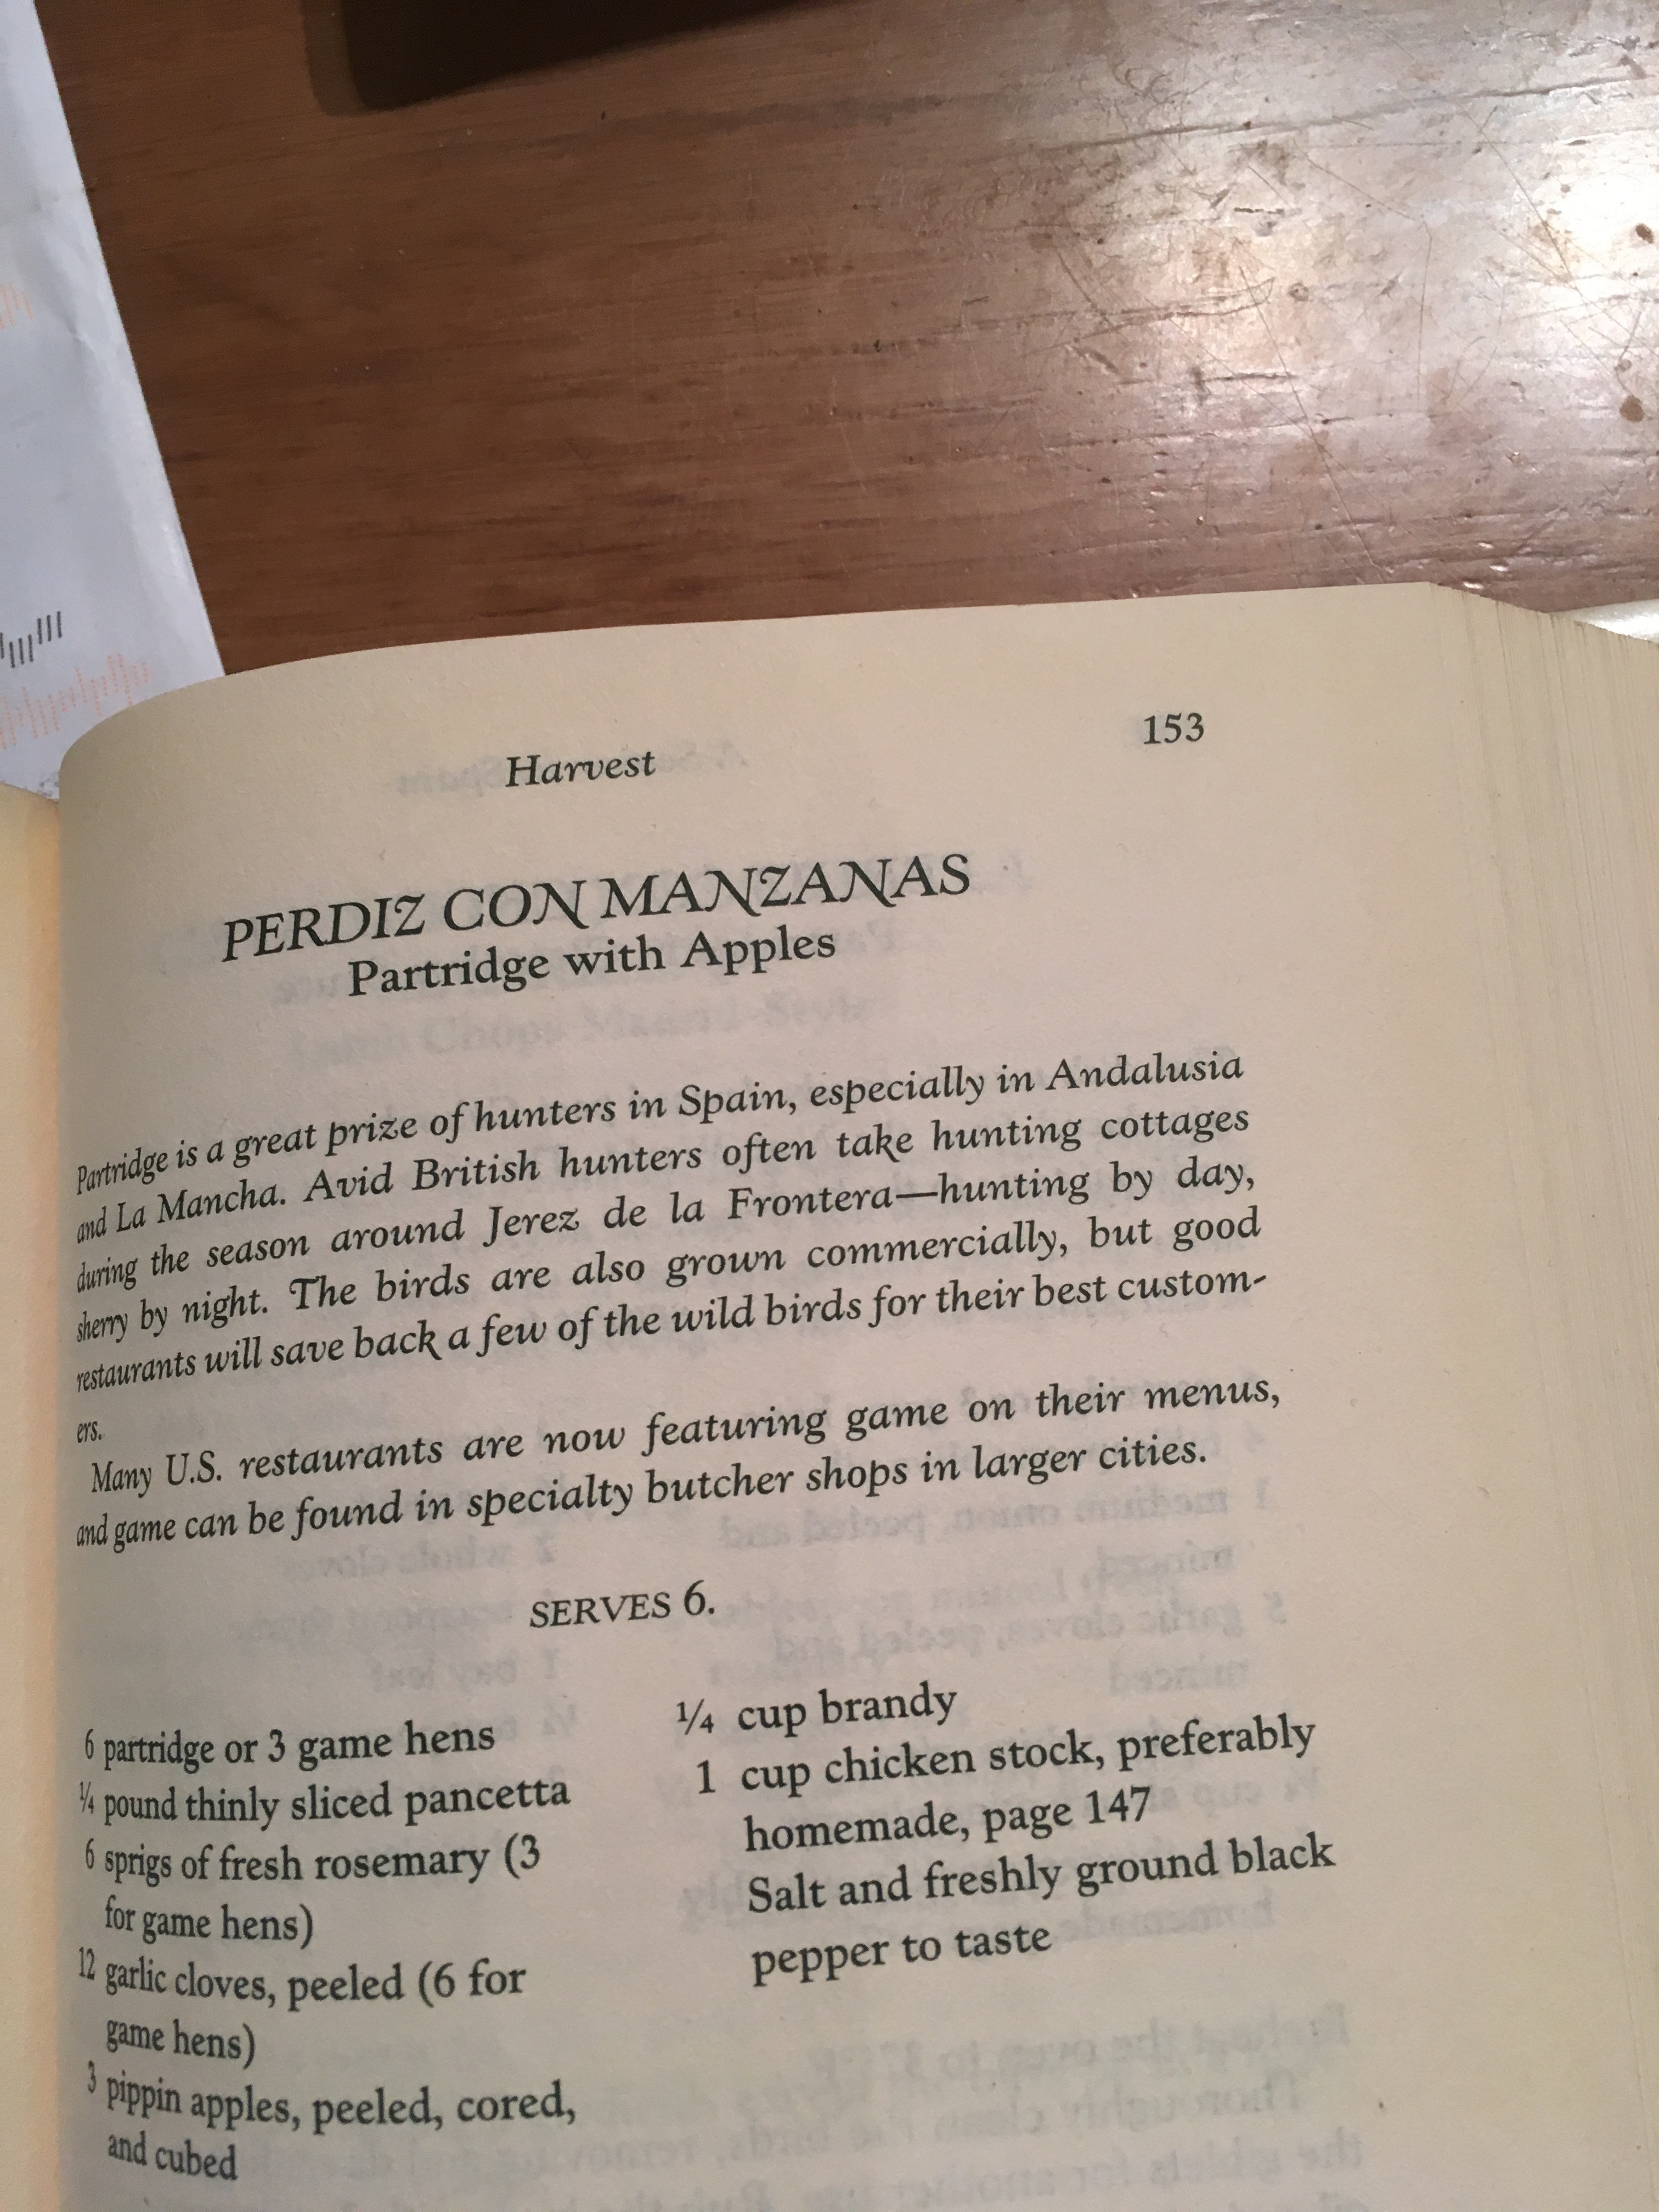 Harvest
153
PERDIZ CON MANZANAS
Partridge with Apples
Partridge is a great prize of hunters in Spain, especially in Andalusia
and La Mancha. Avid British hunters often take hunting cottages
during the season around Jerez de la Frontera—hunting by day,
sherry by night. The birds are also grown commercially, but good
restaurants will save back a few of the wild birds for their best custom-
ers.
Many U.S. restaurants are now featuring game on their menus,
and game can be found in specialty butcher shops in larger cities.
SERVES 6.
6 partridge or 3 game hens
¼ pound thinly sliced pancetta
6 sprigs of fresh rosemary (3
for game hens)
12 garlic cloves, peeled (6 for
game hens)
3 pippin apples, peeled, cored,
and cubed
¼ cup brandy
1 cup chicken stock, preferably
homemade, page 147
Salt and freshly ground black
pepper to taste